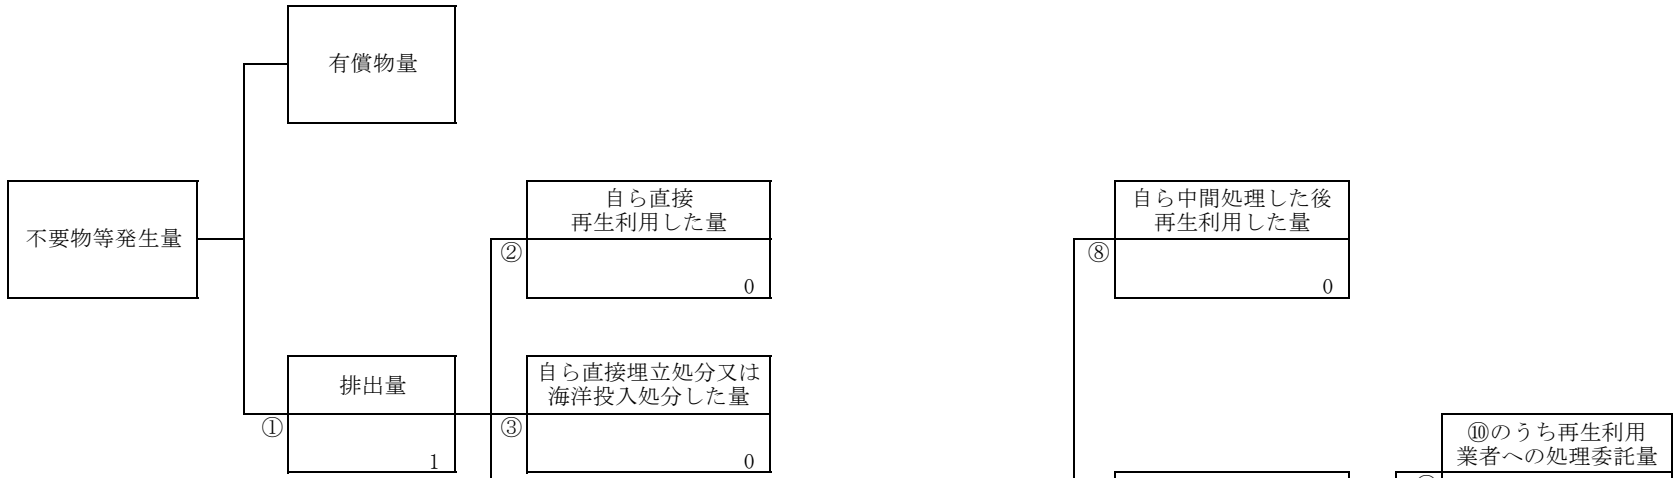 有償物量
不要物等発生量
自ら直接
再生利用した量
②
0
自ら中間処理した後
再生利用した量
⑧
0
排出量
①
1
自ら直接埋立処分又は
海洋投入処分した量
③
0
⑩のうち再生利用
業者への処理委託量